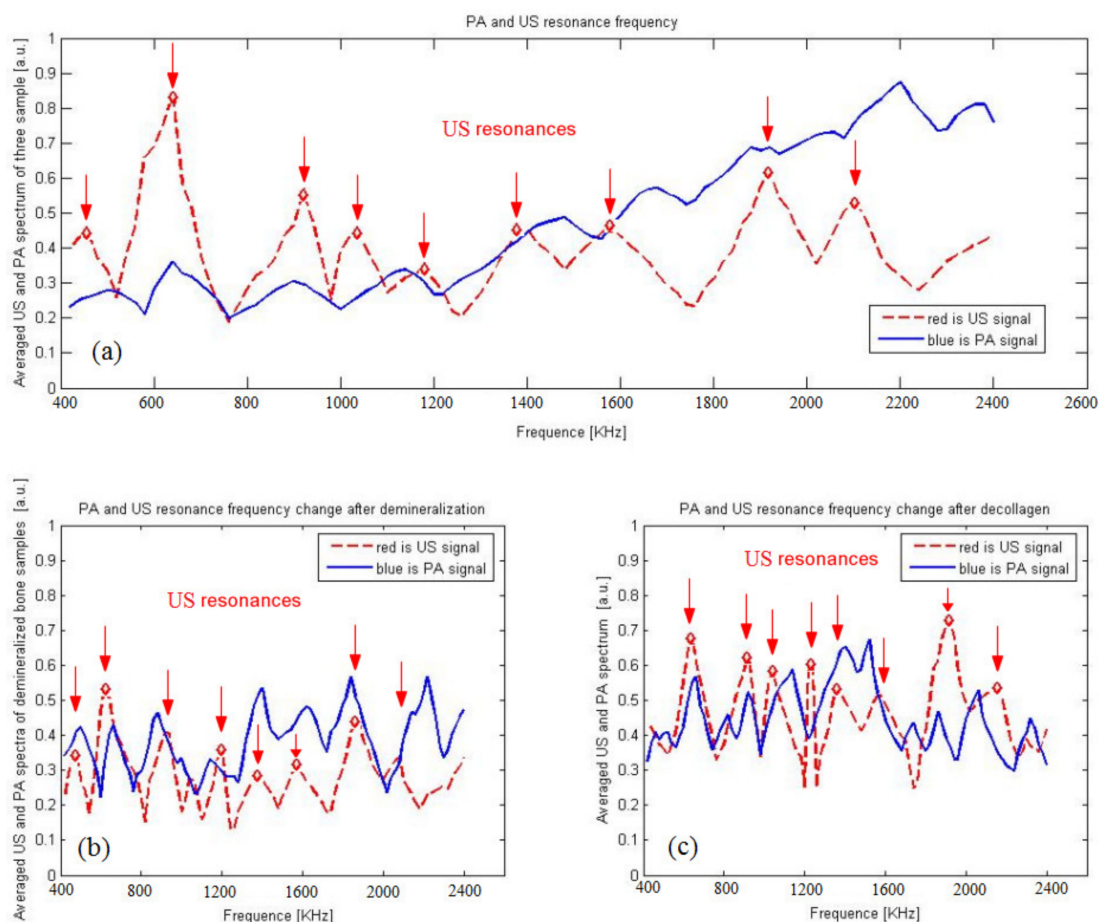 PA and US resonance frequency
Averaged US and PA spectrum of three sample [a.u.]
1
0.9
0.8
0.7
0.6
0.5
0.4
0.3
0.2
0.1
0
US resonances
red is US signal
blue is PA signal
(a)
400 600 800 1000 1200 1400 1600 1800 2000 2200 2400 2600
Frequence [KHz]
PA and US resonance frequency change after demineralization
Averaged US and PA spectra of demineralized bone samples [a.u.]
1
0.9
0.8
0.7
0.6
0.5
0.4
0.3
0.2
0.1
0
red is US signal
blue is PA signal
US resonances
(b)
400 800 1200 1600 2000 2400
Frequence [KHz]
PA and US resonance frequency change after decollagen
Averaged US and PA spectrum [a.u.]
1
0.9
0.8
0.7
0.6
0.5
0.4
0.3
0.2
0.1
0
red is US signal
blue is PA signal
US resonances
(c)
400 800 1200 1600 2000 2400
Frequence [KHz]